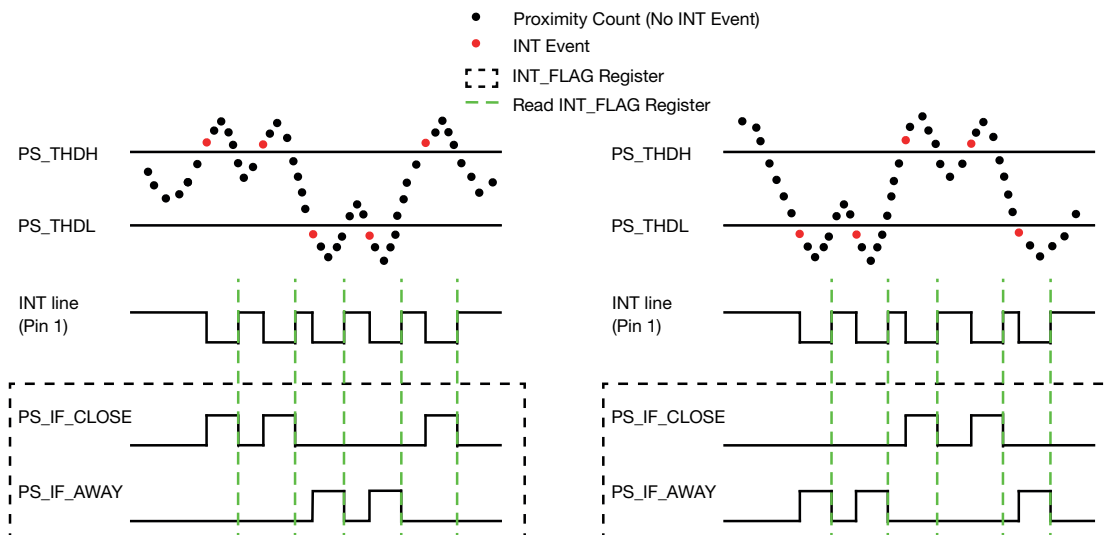 Proximity Count (No INT Event)
INT Event
INT_FLAG Register
Read INT_FLAG Register
PS_THDH
PS_THDL
INT line
(Pin 1)
PS_IF_CLOSE
PS_IF_AWAY
PS_THDH
PS_THDL
INT line
(Pin 1)
PS_IF_CLOSE
PS_IF_AWAY